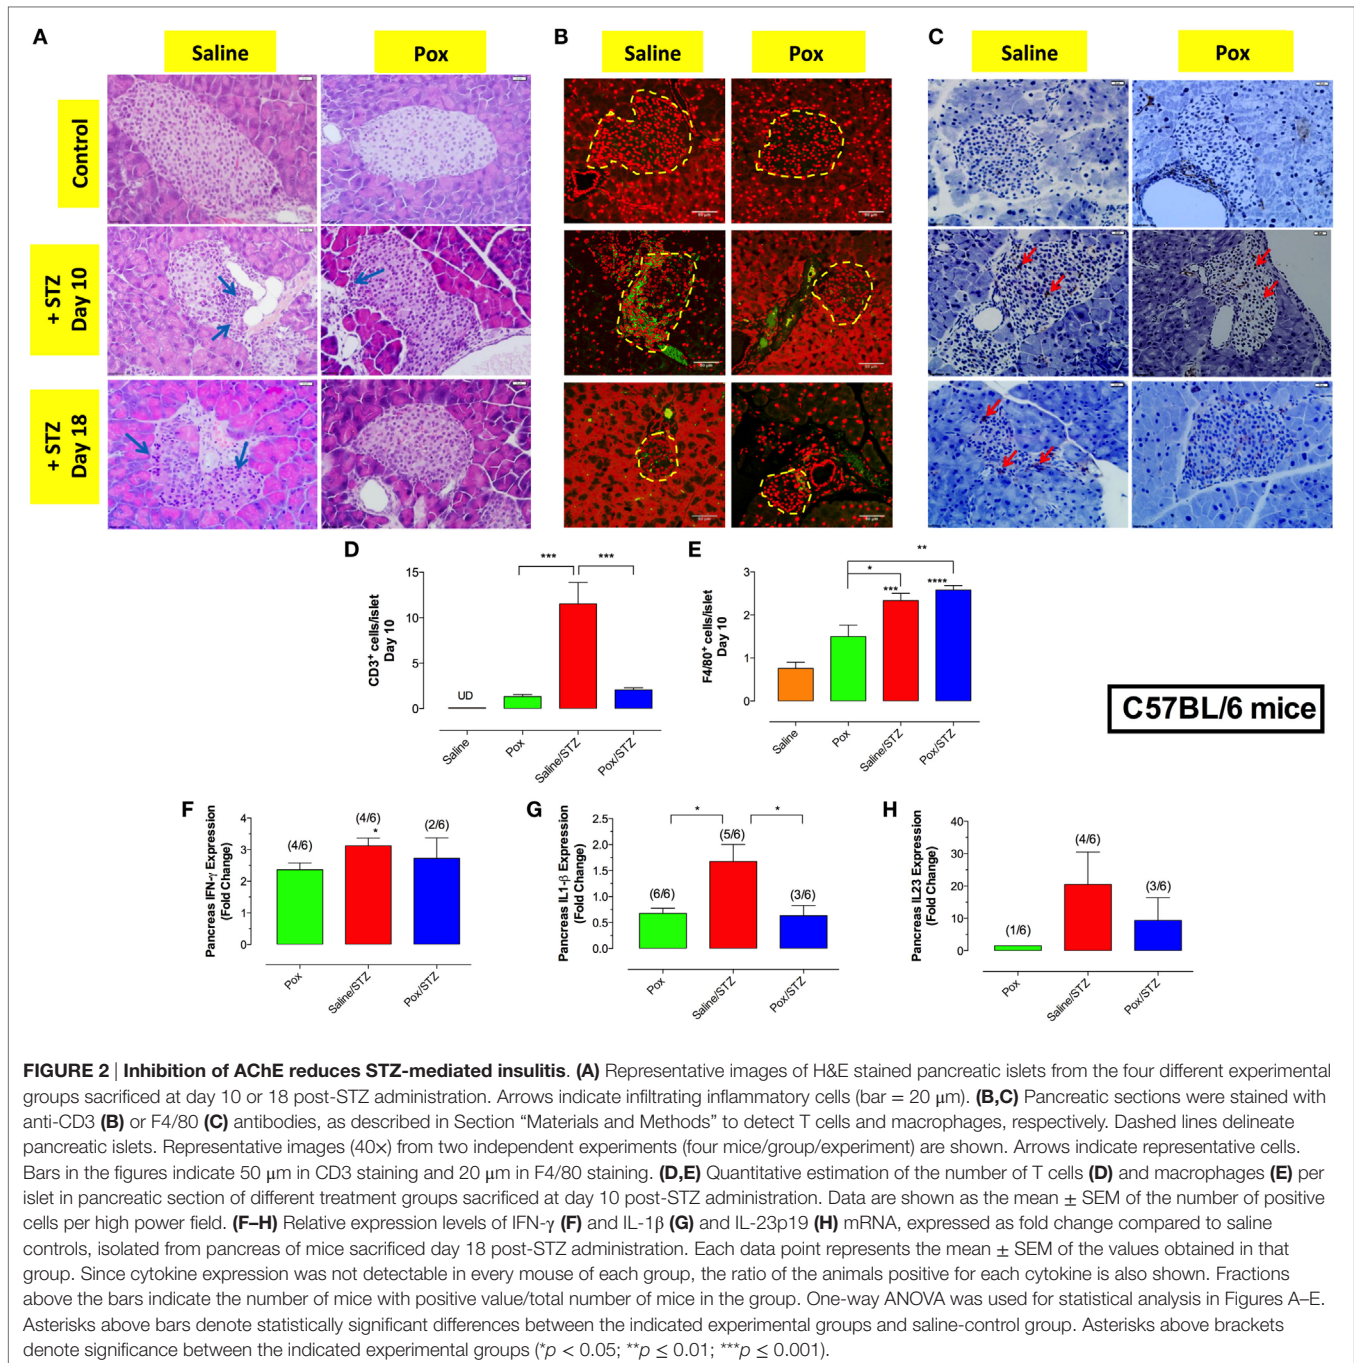 A
Saline
Pox
B
Saline
Pox
C
Saline
Pox
Control
+ STZ
Day 10
+ STZ
Day 18
D
CD3⁺ cells/islet
Day 10
15
10
5
0
UD
***
***
Saline
Pox
Saline/STZ
Pox/STZ
E
F4/80⁺ cells/islet
Day 10
3
2
1
0
**
*
***
****
Saline
Pox
Saline/STZ
Pox/STZ
C57BL/6 mice
F
Pancreas IFN-γ Expression
(Fold Change)
4
3
2
1
0
(4/6)
(4/6)
*
(2/6)
Pox
Saline/STZ
Pox/STZ
G
Pancreas IL1-β Expression
(Fold Change)
2.5
2.0
1.5
1.0
0.5
0.0
*
*
(6/6)
(5/6)
(3/6)
Pox
Saline/STZ
Pox/STZ
H
Pancreas IL23 Expression
(Fold Change)
40
30
20
10
0
(1/6)
(4/6)
(3/6)
Pox
Saline/STZ
Pox/STZ
FIGURE 2 | Inhibition of AChE reduces STZ-mediated insulitis. (A) Representative images of H&E stained pancreatic islets from the four different experimental
groups sacrificed at day 10 or 18 post-STZ administration. Arrows indicate infiltrating inflammatory cells (bar = 20 μm). (B,C) Pancreatic sections were stained with
anti-CD3 (B) or F4/80 (C) antibodies, as described in Section “Materials and Methods” to detect T cells and macrophages, respectively. Dashed lines delineate
pancreatic islets. Representative images (40×) from two independent experiments (four mice/group/experiment) are shown. Arrows indicate representative cells.
Bars in the figures indicate 50 μm in CD3 staining and 20 μm in F4/80 staining. (D,E) Quantitative estimation of the number of T cells (D) and macrophages (E) per
islet in pancreatic section of different treatment groups sacrificed at day 10 post-STZ administration. Data are shown as the mean ± SEM of the number of positive
cells per high power field. (F–H) Relative expression levels of IFN-γ (F) and IL-1β (G) and IL-23p19 (H) mRNA, expressed as fold change compared to saline
controls, isolated from pancreas of mice sacrificed day 18 post-STZ administration. Each data point represents the mean ± SEM of the values obtained in that
group. Since cytokine expression was not detectable in every mouse of each group, the ratio of the animals positive for each cytokine is also shown. Fractions
above the bars indicate the number of mice with positive value/total number of mice in the group. One-way ANOVA was used for statistical analysis in Figures A–E.
Asterisks above bars denote statistically significant differences between the indicated experimental groups and saline-control group. Asterisks above brackets
denote significance between the indicated experimental groups (*p < 0.05; **p ≤ 0.01; ***p ≤ 0.001).